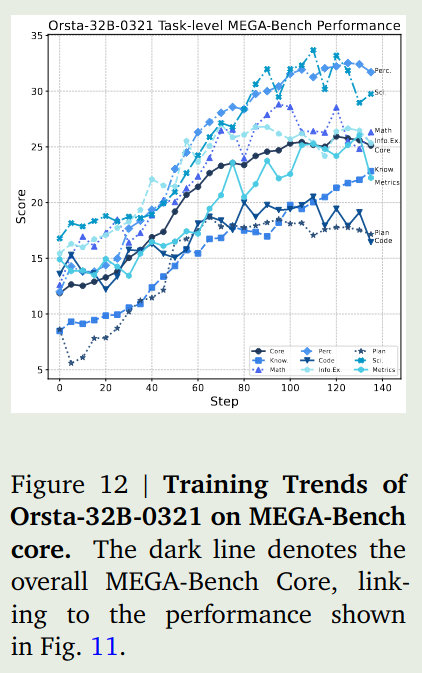 Orsta-32B-0321 Task-level MEGA-Bench Performance
35
30
25
20
15
10
5
Score
0
20
40
60
80
100
120
140
Step
Perc.
Sci
Math
Info.Ex.
Core
Know
Metrics
Plan
Code
Core
Know.
Math
Perc
Code
Info.Ex.
Plan
Sci.
Metrics
Figure 12 | Training Trends of
Orsta-32B-0321 on MEGA-Bench
core. The dark line denotes the
overall MEGA-Bench Core, link-
ing to the performance shown
in Fig. 11.